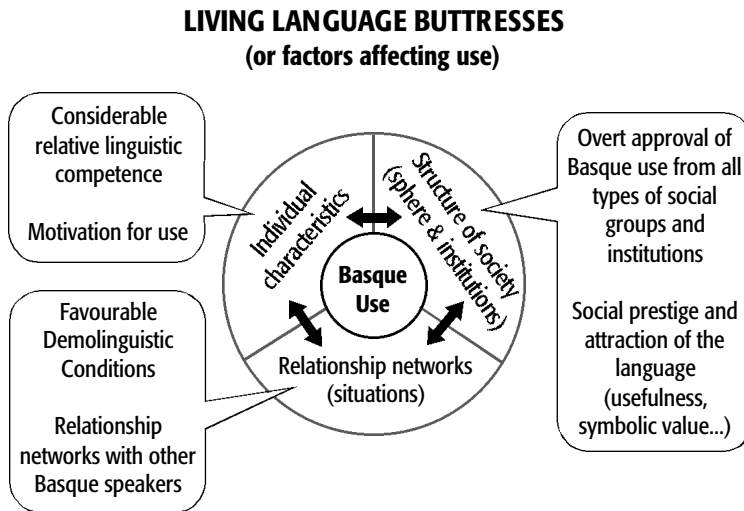 LIVING LANGUAGE BUTTRESSES
(or factors affecting use)
Considerable
relative linguistic
competence
Motivation for use
Individual
characteristics
Structure of society
(sphere & institutions)
Overt approval of
Basque use from all
types of social
groups and
institutions
Social prestige and
attraction of the
language
(usefulness,
symbolic value...)
Basque
Use
Favourable
Demolinguistic
Conditions
Relationship
networks with other
Basque speakers
Relationship networks
(situations)